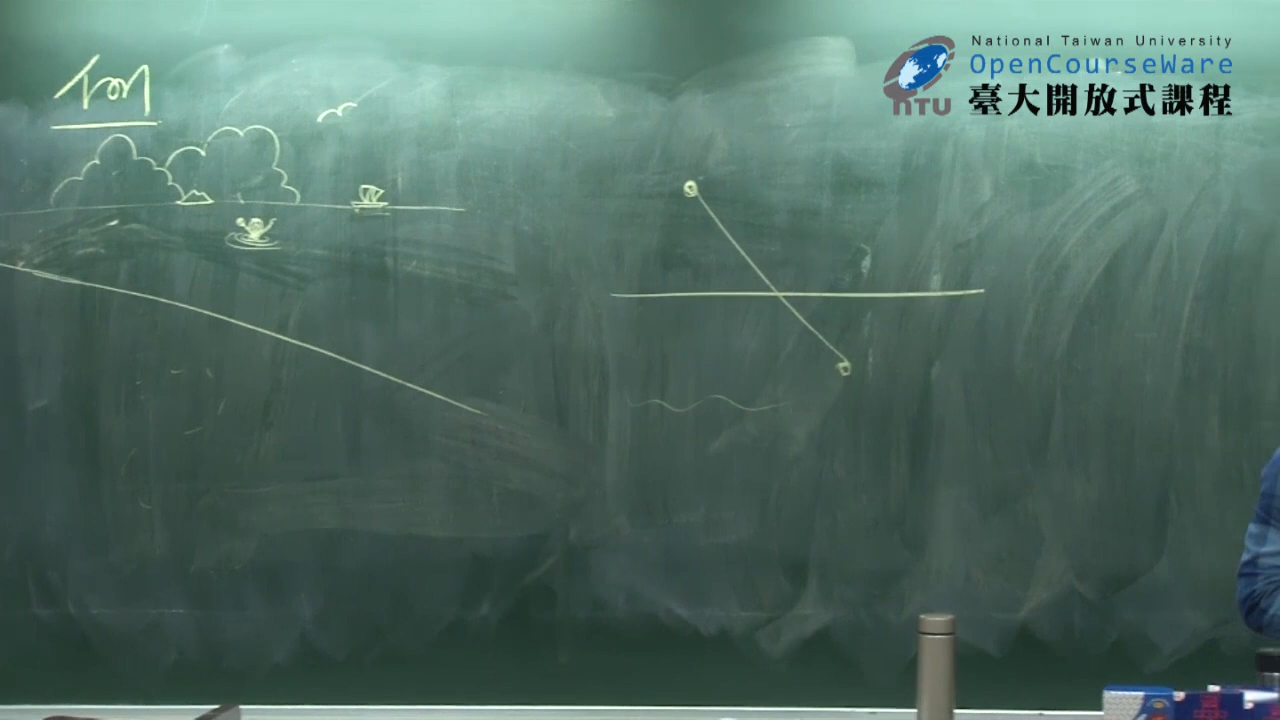 例
National Taiwan University
OpenCourseWare
NTU
臺大開放式課程